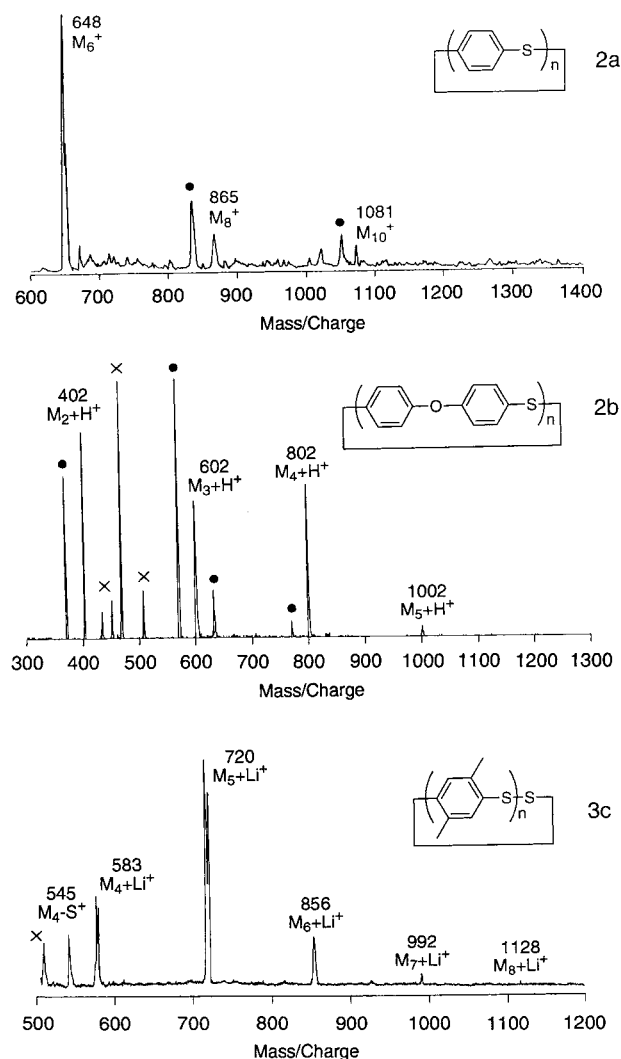 648
M6+
S
n
2a
865
M8+
1081
M10+
600 700 800 900 1000 1100 1200 1300 1400
Mass/Charge
402
M2+H+
O
S
n
2b
602
M3+H+
802
M4+H+
1002
M5+H+
300 400 500 600 700 800 900 1000 1100 1200 1300
Mass/Charge
720
M5+Li+
S S
n
3c
583
M4+Li+
545
M4-S+
856
M6+Li+
992
M7+Li+
1128
M8+Li+
500 600 700 800 900 1000 1100 1200
Mass/Charge